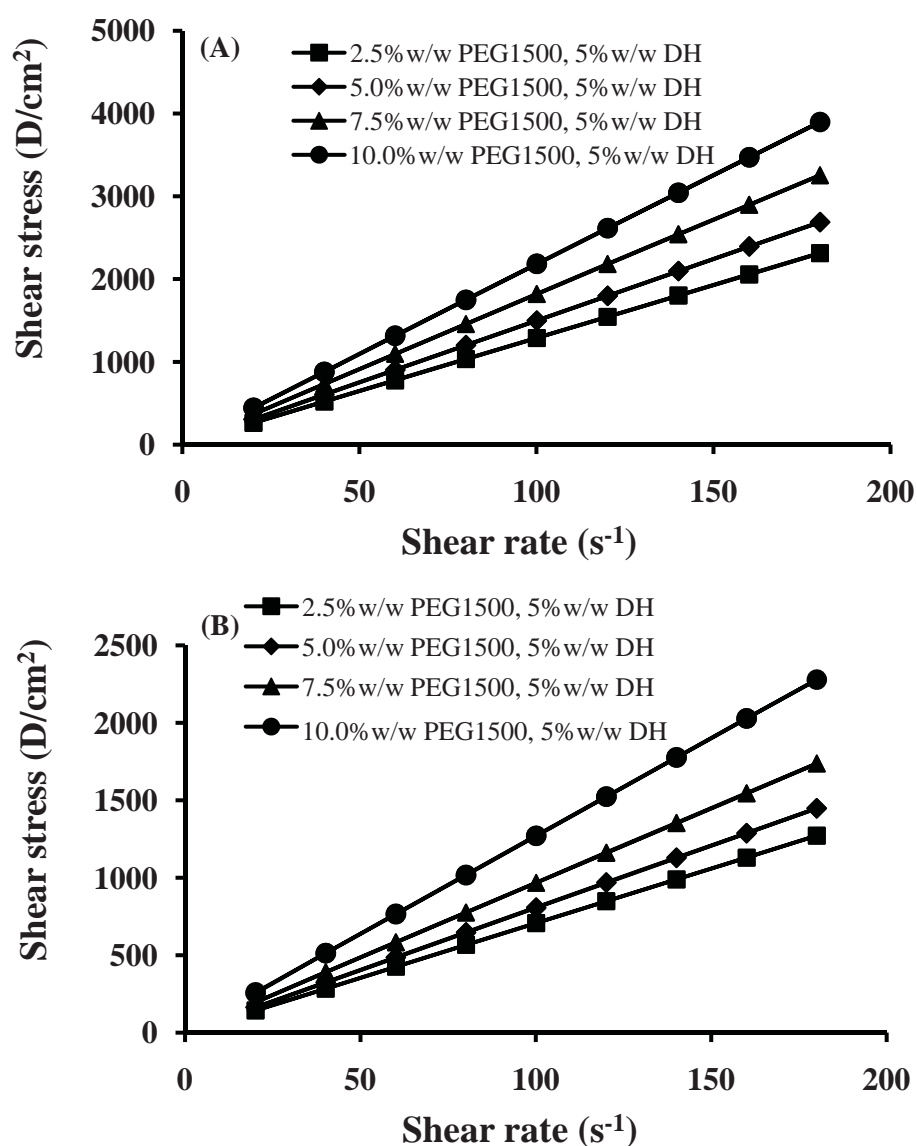 (A)
2.5%w/w PEG1500, 5%w/w DH
5.0%w/w PEG1500, 5%w/w DH
7.5%w/w PEG1500, 5%w/w DH
10.0%w/w PEG1500, 5%w/w DH
Shear stress (D/cm²)
5000
4000
3000
2000
1000
0
0 50 100 150 200
Shear rate (s⁻¹)
(B)
2.5%w/w PEG1500, 5%w/w DH
5.0%w/w PEG1500, 5%w/w DH
7.5%w/w PEG1500, 5%w/w DH
10.0%w/w PEG1500, 5%w/w DH
Shear stress (D/cm²)
2500
2000
1500
1000
500
0
0 50 100 150 200
Shear rate (s⁻¹)